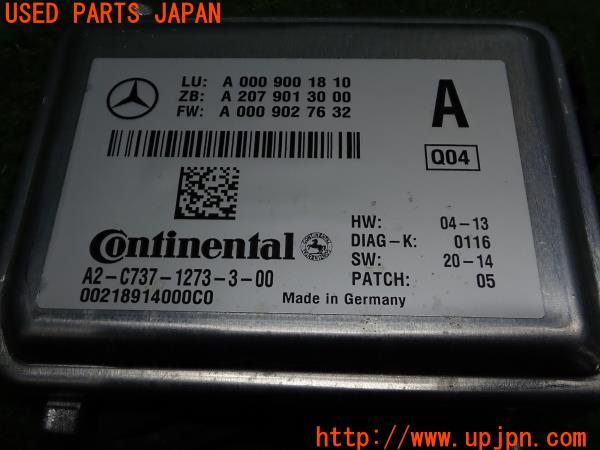 USED PARTS JAPAN
LU: A 000 900 18 10
ZB: A 207 901 30 00
FW: A 000 902 76 32
A
Q04
Continental
HW: 04-13
DIAG-K: 0116
SW: 20-14
PATCH: 05
A2-C737-1273-3-00
00218914000C0
Made in Germany
http://www.upjpn.com